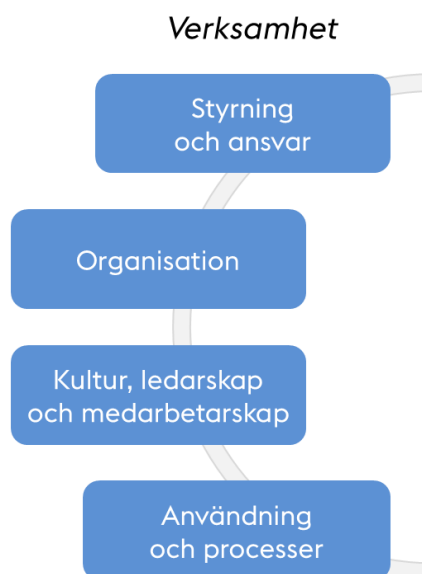 Verksamhet
Styrning
och ansvar
Organisation
Kultur, ledarskap
och medarbetarskap
Användning
och processer